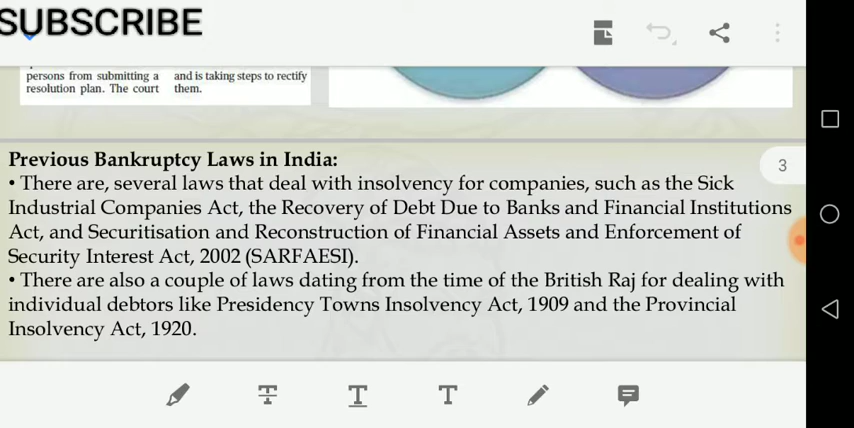 SUBSCRIBE
persons from submitting a
resolution plan. The court
and is taking steps to rectify
them.
3
Previous Bankruptcy Laws in India:
• There are, several laws that deal with insolvency for companies, such as the Sick
Industrial Companies Act, the Recovery of Debt Due to Banks and Financial Institutions
Act, and Securitisation and Reconstruction of Financial Assets and Enforcement of
Security Interest Act, 2002 (SARFAESI).
• There are also a couple of laws dating from the time of the British Raj for dealing with
individual debtors like Presidency Towns Insolvency Act, 1909 and the Provincial
Insolvency Act, 1920.
T T T